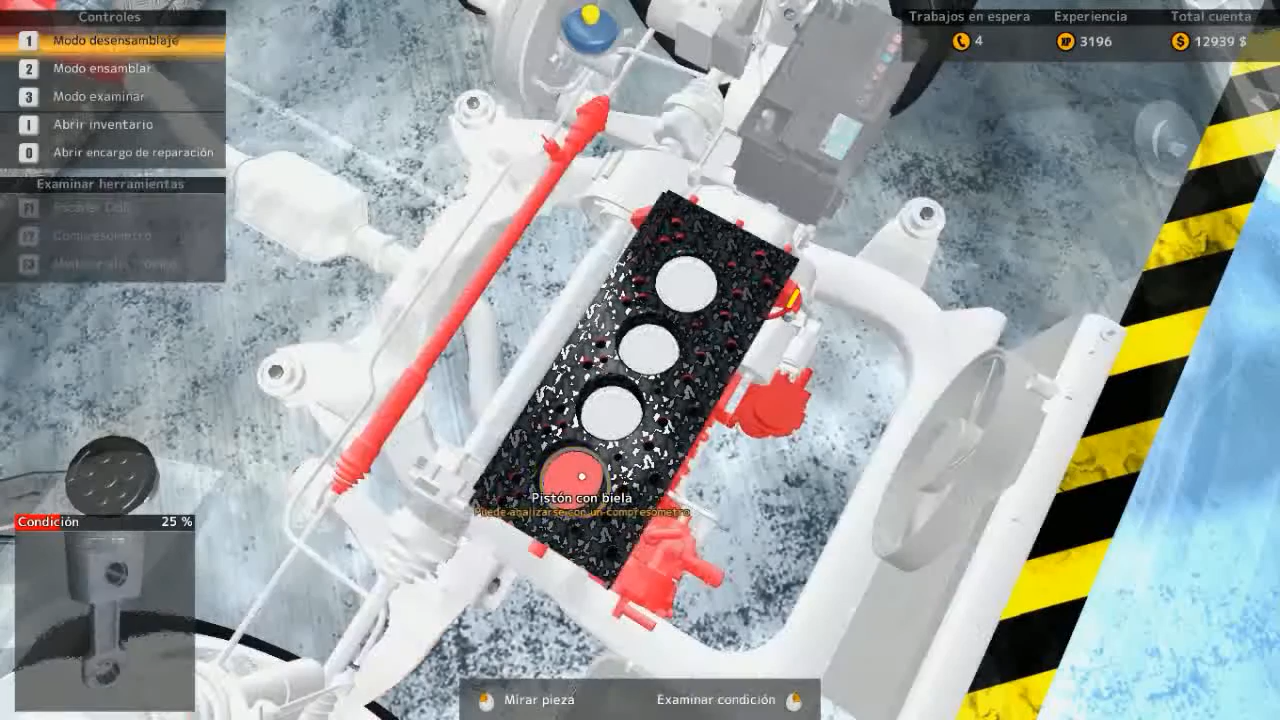 Controles
1 Modo desensamblaje
2 Modo ensamblar
3 Modo examinar
I Abrir inventario
O Abrir encargo de reparación
Examinar herramientas
Compresómetro
Trabajos en espera
4
Experiencia
XP 3196
Total cuenta
$ 12939 $
Pistón con biela
Puede analizarse con un compresómetro
Condición 25 %
Mirar pieza
Examinar condición